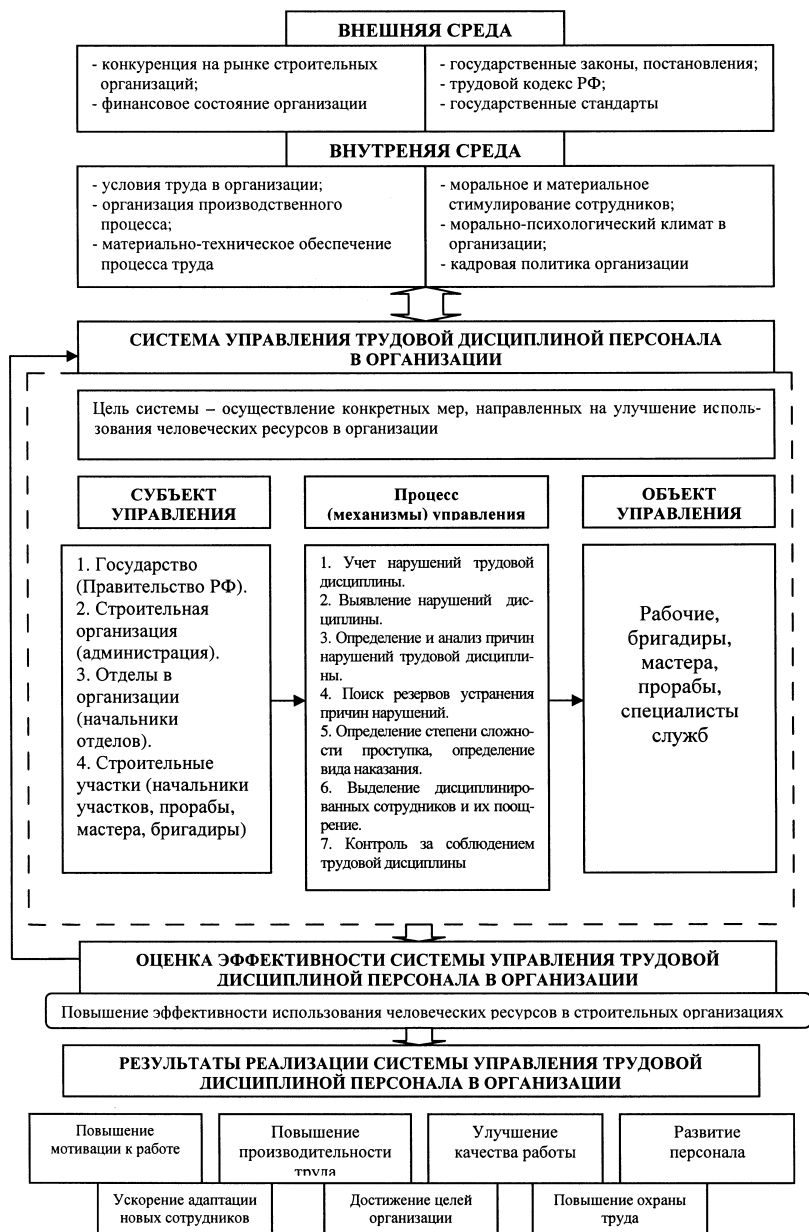 ВНЕШНЯЯ СРЕДА
- конкуренция на рынке строительных
организаций;
- финансовое состояние организации
- государственные законы, постановления;
- трудовой кодекс РФ;
- государственные стандарты
ВНУТРЕНЯЯ СРЕДА
- условия труда в организации;
- организация производственного
процесса;
- материально-техническое обеспечение
процесса труда
- моральное и материальное
стимулирование сотрудников;
- морально-психологический климат в
организации;
- кадровая политика организации
СИСТЕМА УПРАВЛЕНИЯ ТРУДОВОЙ ДИСЦИПЛИНОЙ ПЕРСОНАЛА
В ОРГАНИЗАЦИИ
Цель системы – осуществление конкретных мер, направленных на улучшение исполь-
зования человеческих ресурсов в организации
СУБЪЕКТ
УПРАВЛЕНИЯ
1. Государство
(Правительство РФ).
2. Строительная
организация
(администрация).
3. Отделы в
организации
(начальники
отделов).
4. Строительные
участки (начальники
участков, прорабы,
мастера, бригадиры)
Процесс
(механизмы) управления
1. Учет нарушений трудовой
дисциплины.
2. Выявление нарушений дис-
циплины.
3. Определение и анализ причин
нарушений трудовой дисципли-
ны.
4. Поиск резервов устранения
причин нарушений.
5. Определение степени сложно-
сти проступка, определение
вида наказания.
6. Выделение дисциплиниро-
ванных сотрудников и их поощ-
рение.
7. Контроль за соблюдением
трудовой дисциплины
ОБЪЕКТ
УПРАВЛЕНИЯ
Рабочие,
бригадиры,
мастера,
прорабы,
специалисты
служб
ОЦЕНКА ЭФФЕКТИВНОСТИ СИСТЕМЫ УПРАВЛЕНИЯ ТРУДОВОЙ
ДИСЦИПЛИНОЙ ПЕРСОНАЛА В ОРГАНИЗАЦИИ
Повышение эффективности использования человеческих ресурсов в строительных организациях
РЕЗУЛЬТАТЫ РЕАЛИЗАЦИИ СИСТЕМЫ УПРАВЛЕНИЯ ТРУДОВОЙ
ДИСЦИПЛИНОЙ ПЕРСОНАЛА В ОРГАНИЗАЦИИ
Повышение
мотивации к работе
Повышение
производительности
труда
Улучшение
качества работы
Развитие
персонала
Ускорение адаптации
новых сотрудников
Достижение целей
организации
Повышение охраны
труда